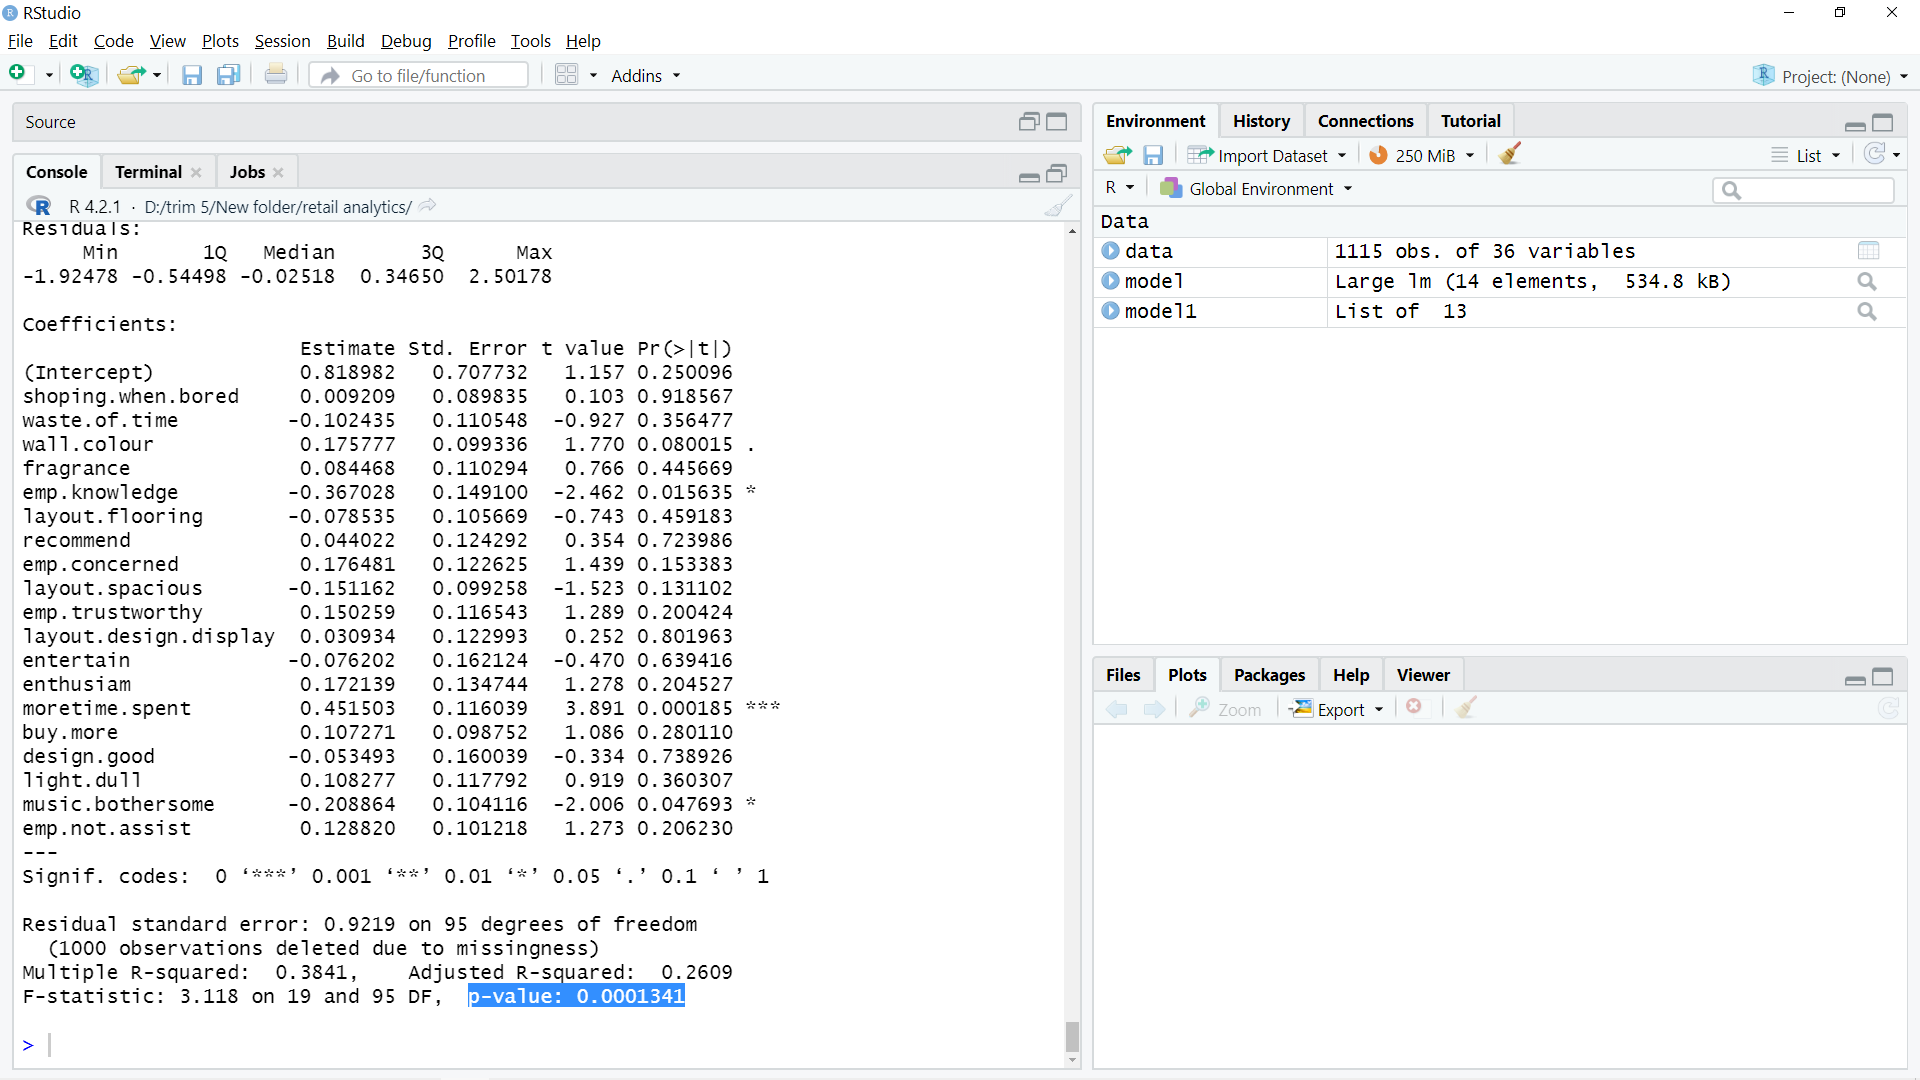 RStudio
File Edit Code View Plots Session Build Debug Profile Tools Help
Go to file/function Addins Project: (None)
Source
Console Terminal Jobs
R 4.2.1 · D:/trim 5/New folder/retail analytics/
Residuals:
     Min       1Q   Median       3Q      Max
-1.92478 -0.54498 -0.02518  0.34650  2.50178
Coefficients:
                       Estimate Std. Error t value Pr(>|t|)
(Intercept)            0.818982   0.707732   1.157 0.250096
shoping.when.bored     0.009209   0.089835   0.103 0.918567
waste.of.time         -0.102435   0.110548  -0.927 0.356477
wall.colour            0.175777   0.099336   1.770 0.080015 .
fragrance              0.084468   0.110294   0.766 0.445669
emp.knowledge         -0.367028   0.149100  -2.462 0.015635 *
layout.flooring       -0.078535   0.105669  -0.743 0.459183
recommend              0.044022   0.124292   0.354 0.723986
emp.concerned          0.176481   0.122625   1.439 0.153383
layout.spacious       -0.151162   0.099258  -1.523 0.131102
emp.trustworthy        0.150259   0.116543   1.289 0.200424
layout.design.display  0.030934   0.122993   0.252 0.801963
entertain             -0.076202   0.162124  -0.470 0.639416
enthusiam              0.172139   0.134744   1.278 0.204527
moretime.spent         0.451503   0.116039   3.891 0.000185 ***
buy.more               0.107271   0.098752   1.086 0.280110
design.good           -0.053493   0.160039  -0.334 0.738926
light.dull             0.108277   0.117792   0.919 0.360307
music.bothersome      -0.208864   0.104116  -2.006 0.047693 *
emp.not.assist         0.128820   0.101218   1.273 0.206230
---
Signif. codes:  0 ‘***’ 0.001 ‘**’ 0.01 ‘*’ 0.05 ‘.’ 0.1 ‘ ’ 1
Residual standard error: 0.9219 on 95 degrees of freedom
  (1000 observations deleted due to missingness)
Multiple R-squared:  0.3841,    Adjusted R-squared:  0.2609
F-statistic: 3.118 on 19 and 95 DF,  p-value: 0.0001341
>
Environment History Connections Tutorial
Import Dataset 250 MiB List
R Global Environment
Data
data 1115 obs. of 36 variables
model Large lm (14 elements, 534.8 kB)
model1 List of 13
Files Plots Packages Help Viewer
Zoom Export